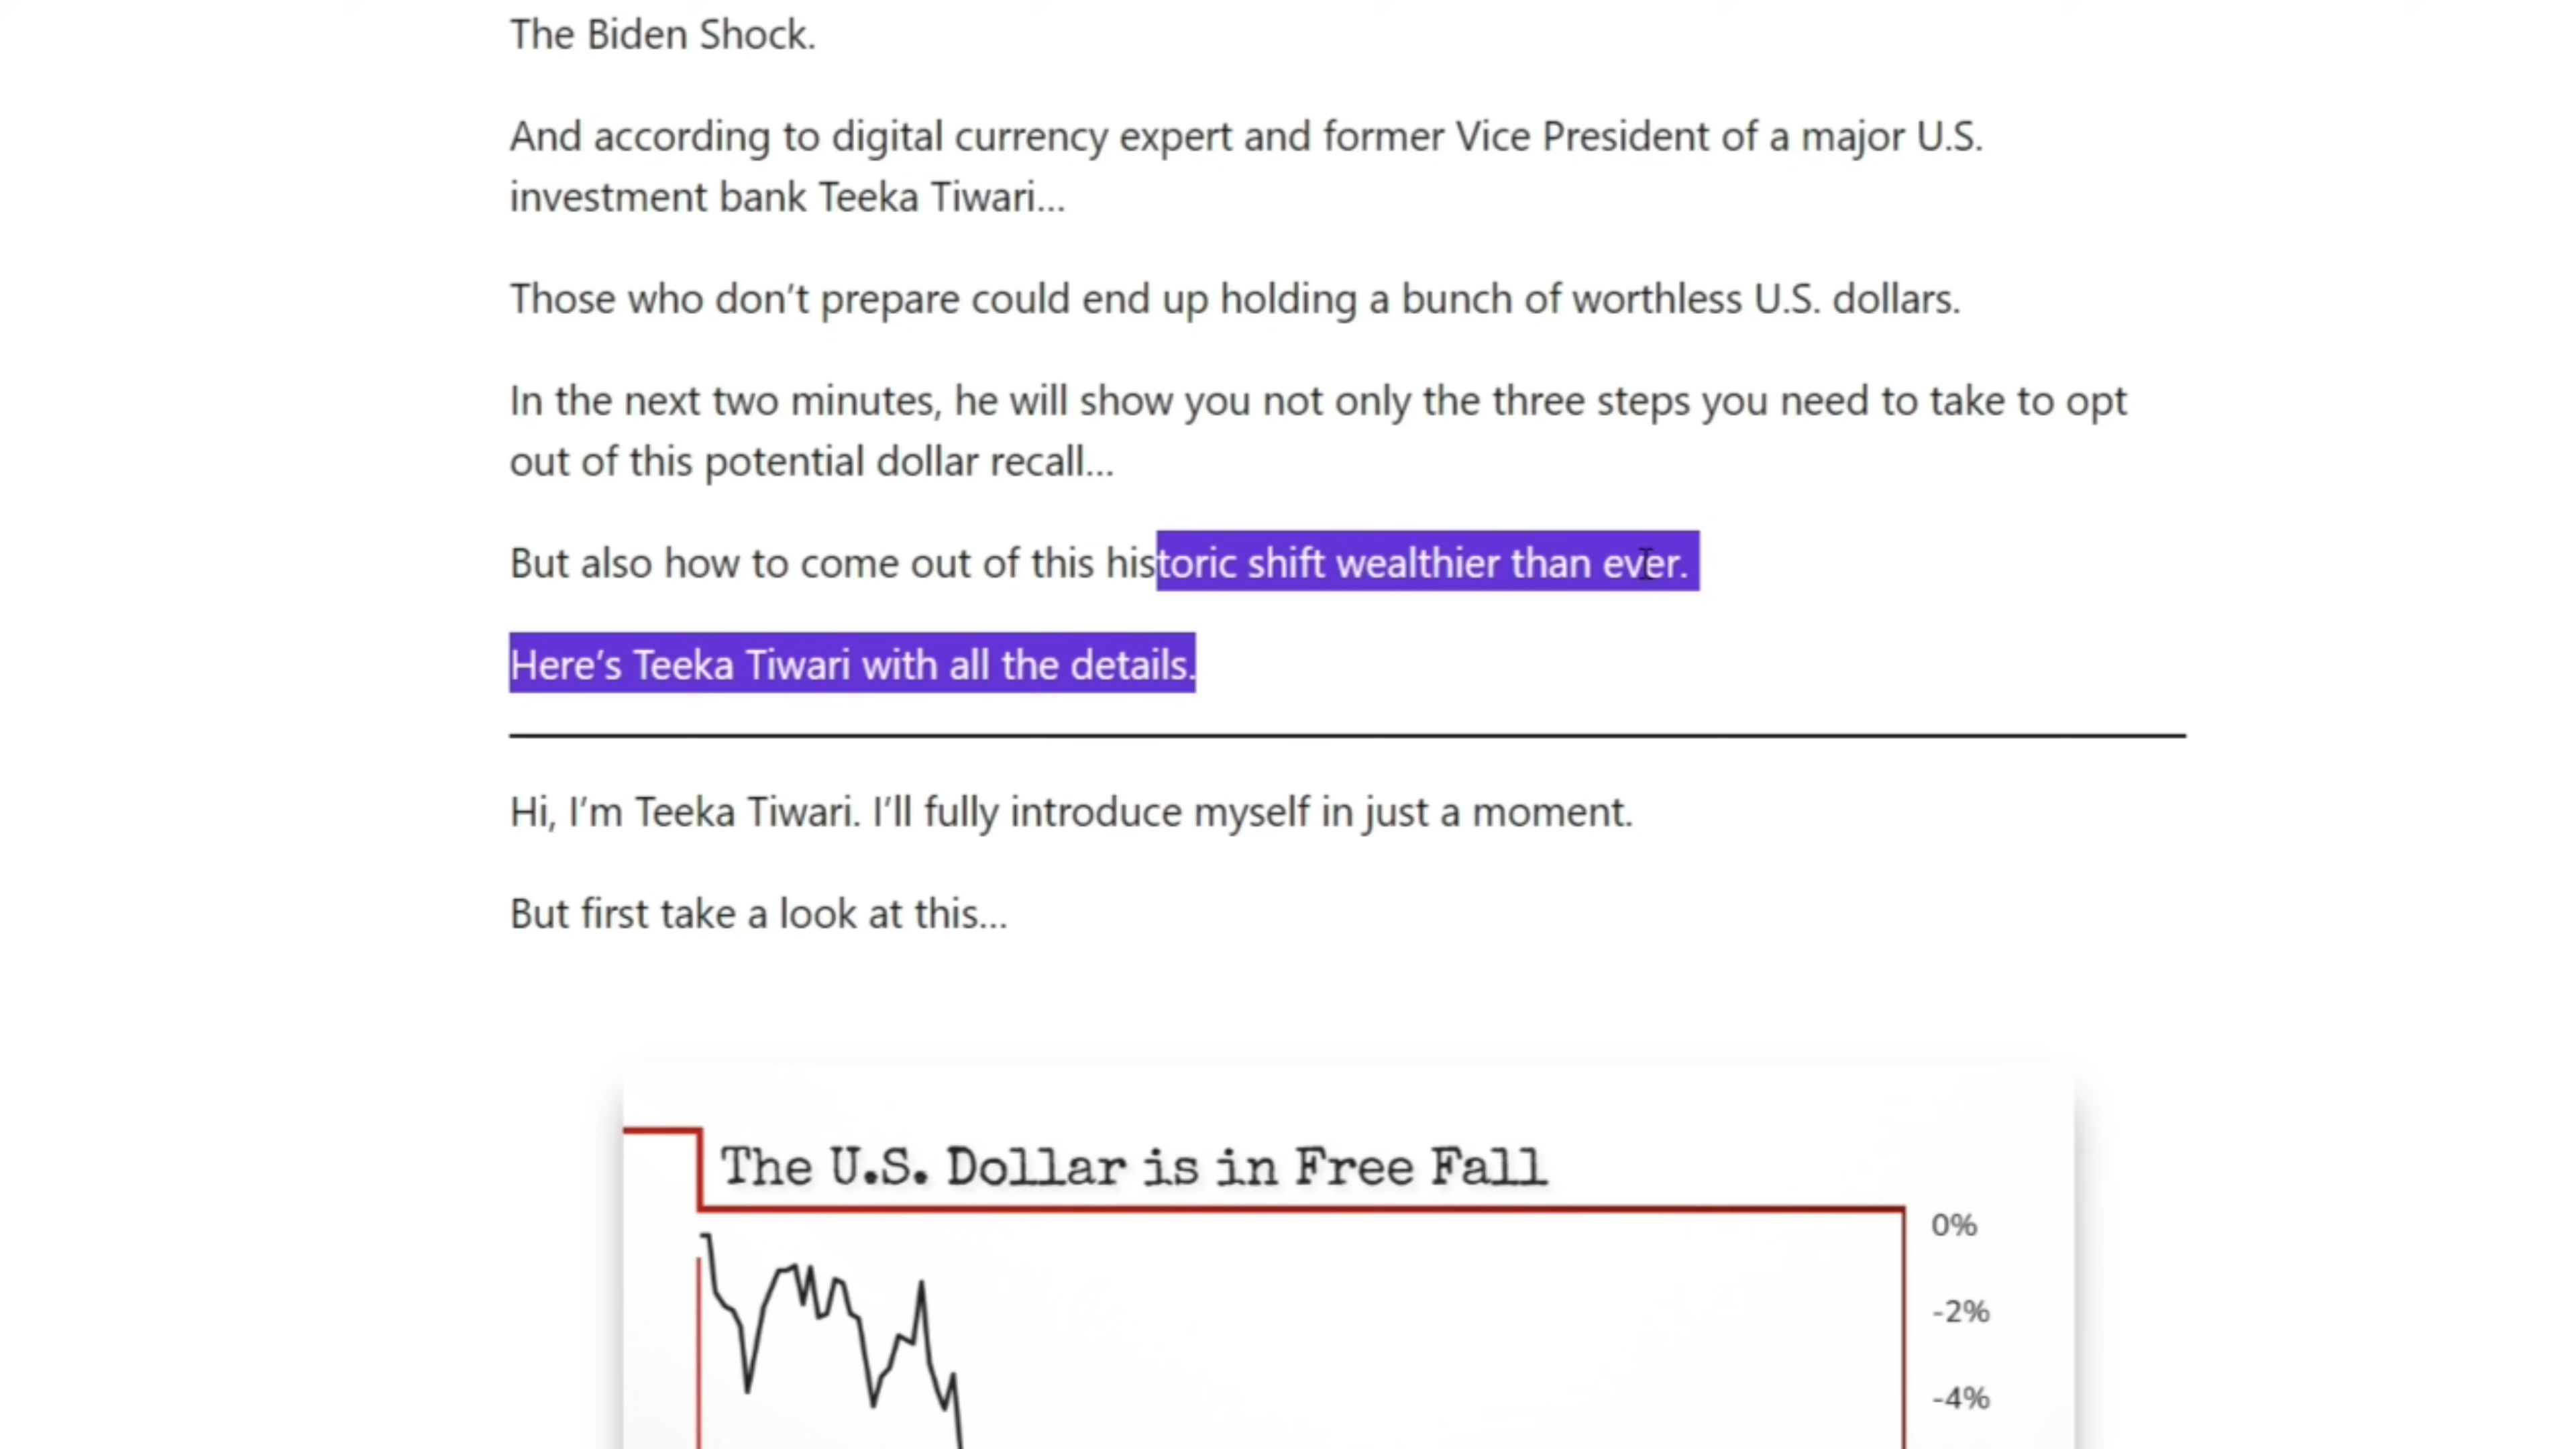 The Biden Shock.
And according to digital currency expert and former Vice President of a major U.S.
investment bank Teeka Tiwari...
Those who don’t prepare could end up holding a bunch of worthless U.S. dollars.
In the next two minutes, he will show you not only the three steps you need to take to opt
out of this potential dollar recall...
But also how to come out of this historic shift wealthier than ever.
Here’s Teeka Tiwari with all the details.
Hi, I’m Teeka Tiwari. I’ll fully introduce myself in just a moment.
But first take a look at this...
The U.S. Dollar is in Free Fall
0%
-2%
-4%